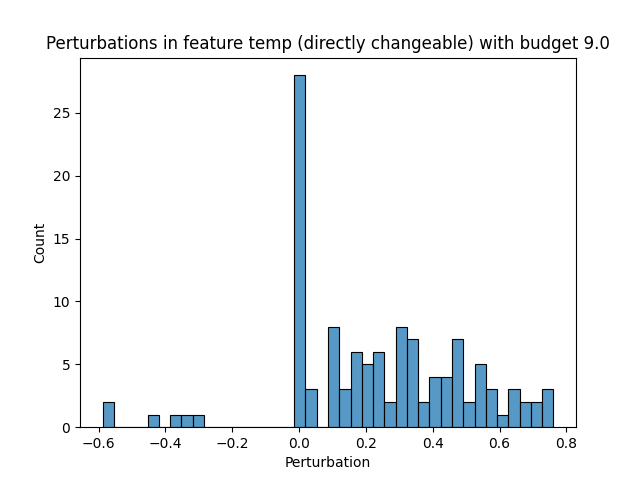 Perturbations in feature temp (directly changeable) with budget 9.0
25
20
15
10
5
0
Count
−0.6 −0.4 −0.2 0.0 0.2 0.4 0.6 0.8
Perturbation